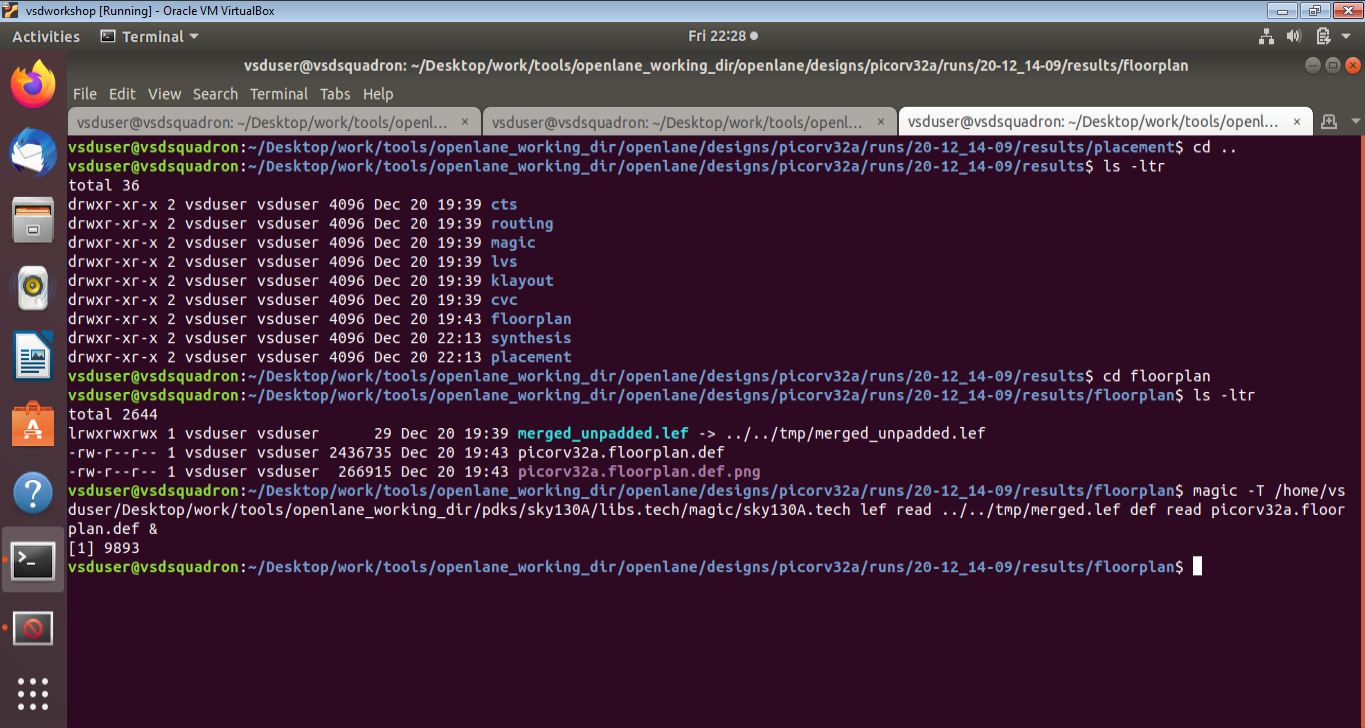 vsdworkshop [Running] - Oracle VM VirtualBox
Activities Terminal Fri 22:28
vsduser@vsdsquadron: ~/Desktop/work/tools/openlane_working_dir/openlane/designs/picorv32a/runs/20-12_14-09/results/floorplan
File Edit View Search Terminal Tabs Help
vsduser@vsdsquadron: ~/Desktop/work/tools/openl... × vsduser@vsdsquadron: ~/Desktop/work/tools/openl... × vsduser@vsdsquadron: ~/Desktop/work/tools/openl... ×
vsduser@vsdsquadron:~/Desktop/work/tools/openlane_working_dir/openlane/designs/picorv32a/runs/20-12_14-09/results/placement$ cd ..
vsduser@vsdsquadron:~/Desktop/work/tools/openlane_working_dir/openlane/designs/picorv32a/runs/20-12_14-09/results$ ls -ltr
total 36
drwxr-xr-x 2 vsduser vsduser 4096 Dec 20 19:39 cts
drwxr-xr-x 2 vsduser vsduser 4096 Dec 20 19:39 routing
drwxr-xr-x 2 vsduser vsduser 4096 Dec 20 19:39 magic
drwxr-xr-x 2 vsduser vsduser 4096 Dec 20 19:39 lvs
drwxr-xr-x 2 vsduser vsduser 4096 Dec 20 19:39 klayout
drwxr-xr-x 2 vsduser vsduser 4096 Dec 20 19:39 cvc
drwxr-xr-x 2 vsduser vsduser 4096 Dec 20 19:43 floorplan
drwxr-xr-x 2 vsduser vsduser 4096 Dec 20 22:13 synthesis
drwxr-xr-x 2 vsduser vsduser 4096 Dec 20 22:13 placement
vsduser@vsdsquadron:~/Desktop/work/tools/openlane_working_dir/openlane/designs/picorv32a/runs/20-12_14-09/results$ cd floorplan
vsduser@vsdsquadron:~/Desktop/work/tools/openlane_working_dir/openlane/designs/picorv32a/runs/20-12_14-09/results/floorplan$ ls -ltr
total 2644
lrwxrwxrwx 1 vsduser vsduser      29 Dec 20 19:39 merged_unpadded.lef -> ../../tmp/merged_unpadded.lef
-rw-r--r-- 1 vsduser vsduser 2436735 Dec 20 19:43 picorv32a.floorplan.def
-rw-r--r-- 1 vsduser vsduser  266915 Dec 20 19:43 picorv32a.floorplan.def.png
vsduser@vsdsquadron:~/Desktop/work/tools/openlane_working_dir/openlane/designs/picorv32a/runs/20-12_14-09/results/floorplan$ magic -T /home/vs
duser/Desktop/work/tools/openlane_working_dir/pdks/sky130A/libs.tech/magic/sky130A.tech lef read ../../tmp/merged.lef def read picorv32a.floor
plan.def &
[1] 9893
vsduser@vsdsquadron:~/Desktop/work/tools/openlane_working_dir/openlane/designs/picorv32a/runs/20-12_14-09/results/floorplan$